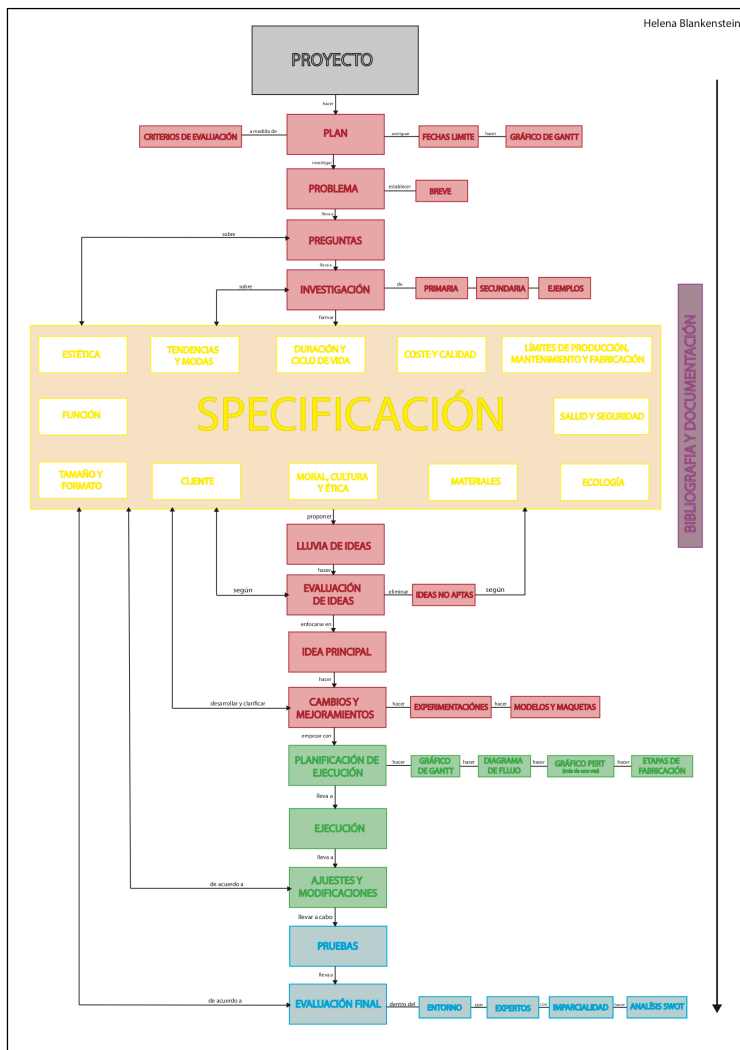 Helena Blankenstein
PROYECTO
hacer
CRITERIOS DE EVALUACIÓN
a medida de
PLAN
averiguar
FECHAS LIMITE
hacer
GRÁFICO DE GANTT
investigar
PROBLEMA
establecer
BREVE
lleva a
sobre
PREGUNTAS
lleva a
sobre
INVESTIGACIÓN
de
PRIMARIA
SECUNDARIA
EJEMPLOS
formar
ESTÉTICA
TENDENCIAS
Y MODAS
DURACIÓN Y
CICLO DE VIDA
COSTE Y CALIDAD
LÍMITES DE PRODUCCIÓN,
MANTENIMIENTO Y FABRICACIÓN
FUNCIÓN
SPECIFICACIÓN
SALUD Y SEGURIDAD
TAMAÑO Y
FORMATO
CLIENTE
MORAL, CULTURA
Y ÉTICA
MATERIALES
ECOLOGÍA
BIBLIOGRAFIA Y DOCUMENTACIÓN
proponer
LLUVIA DE IDEAS
hacer
según
EVALUACIÓN
DE IDEAS
eliminar
IDEAS NO APTAS
según
enfocarse en
IDEA PRINCIPAL
hacer
desarrollar y clarificar
CAMBIOS Y
MEJORAMIENTOS
hacer
EXPERIMENTACIÓNES
hacer
MODELOS Y MAQUETAS
empezar con
PLANIFICACIÓN DE
EJECUCIÓN
hacer
GRÁFICO
DE GANTT
hacer
DIAGRAMA
DE FLUJO
hacer
GRÁFICO PERT
(más de una vez)
hacer
ETAPAS DE
FABRICACIÓN
lleva a
EJECUCIÓN
lleva a
de acuerdo a
AJUESTES Y
MODIFICACIONES
llevar a cabo
PRUEBAS
lleva a
de acuerdo a
EVALUACIÓN FINAL
dentro del
ENTORNO
con
EXPERTOS
con
IMPARCIALIDAD
hacer
ANALÍSIS SWOT